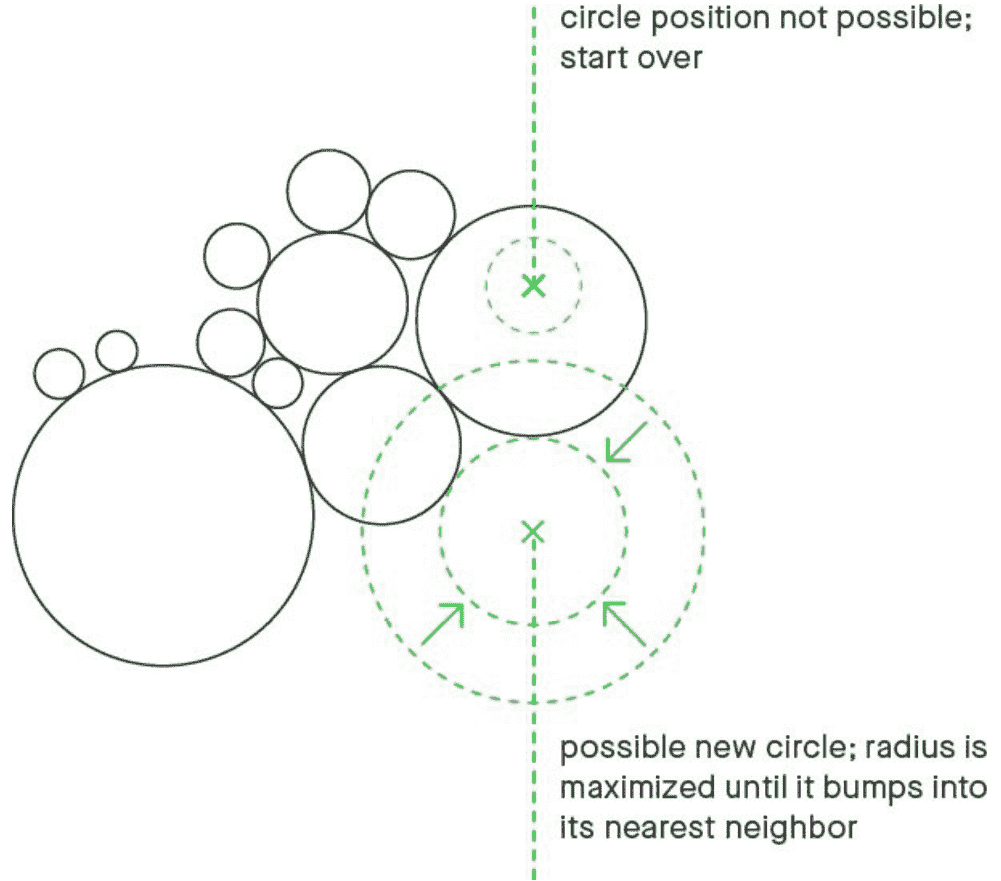 circle position not possible;
start over
possible new circle; radius is
maximized until it bumps into
its nearest neighbor